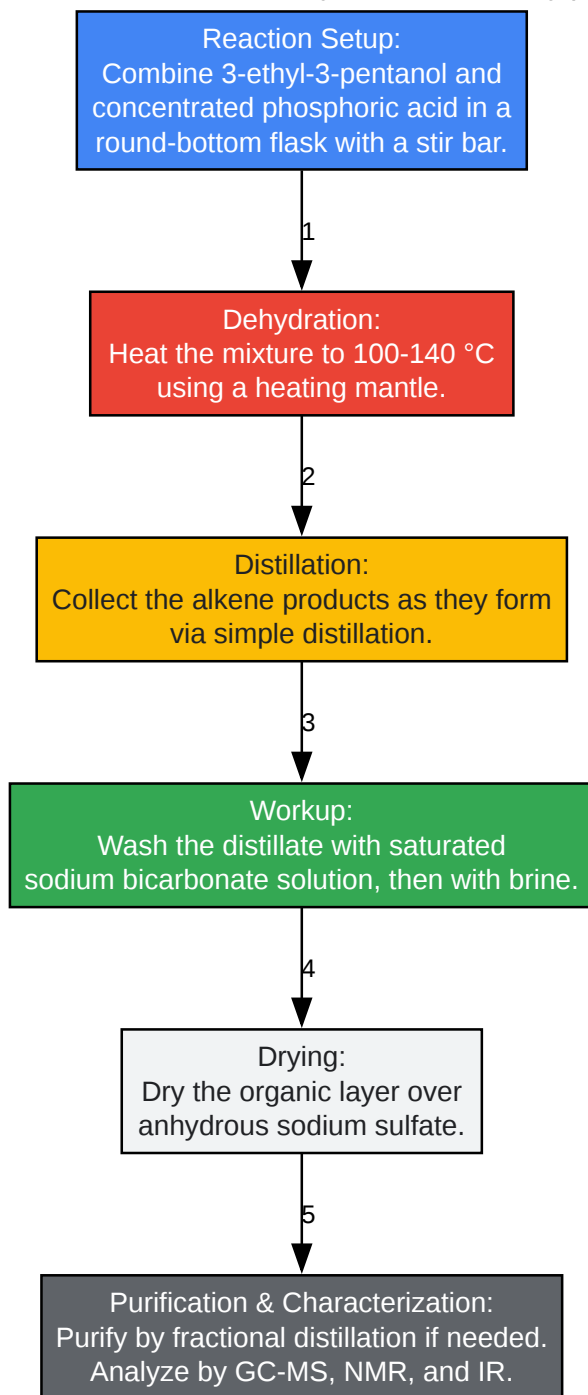 Reaction Setup:
Combine 3-ethyl-3-pentanol and
concentrated phosphoric acid in a
round-bottom flask with a stir bar.
1
Dehydration:
Heat the mixture to 100-140 °C
using a heating mantle.
2
Distillation:
Collect the alkene products as they form
via simple distillation.
3
Workup:
Wash the distillate with saturated
sodium bicarbonate solution, then with brine.
4
Drying:
Dry the organic layer over
anhydrous sodium sulfate.
5
Purification & Characterization:
Purify by fractional distillation if needed.
Analyze by GC-MS, NMR, and IR.